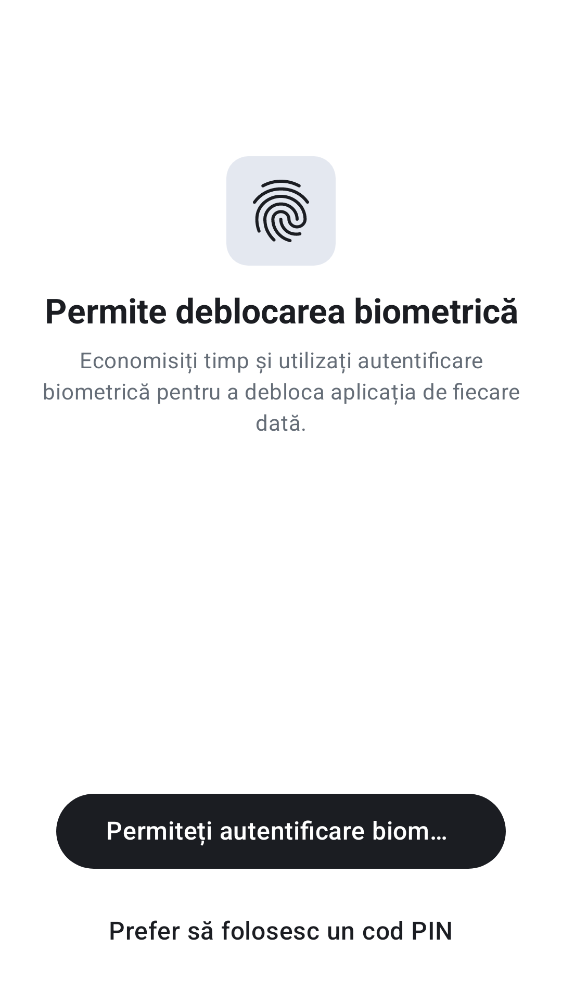 Permite deblocarea biometrică
Economisiți timp și utilizați autentificare
biometrică pentru a debloca aplicația de fiecare
dată.
Permiteți autentificare biom…
Prefer să folosesc un cod PIN